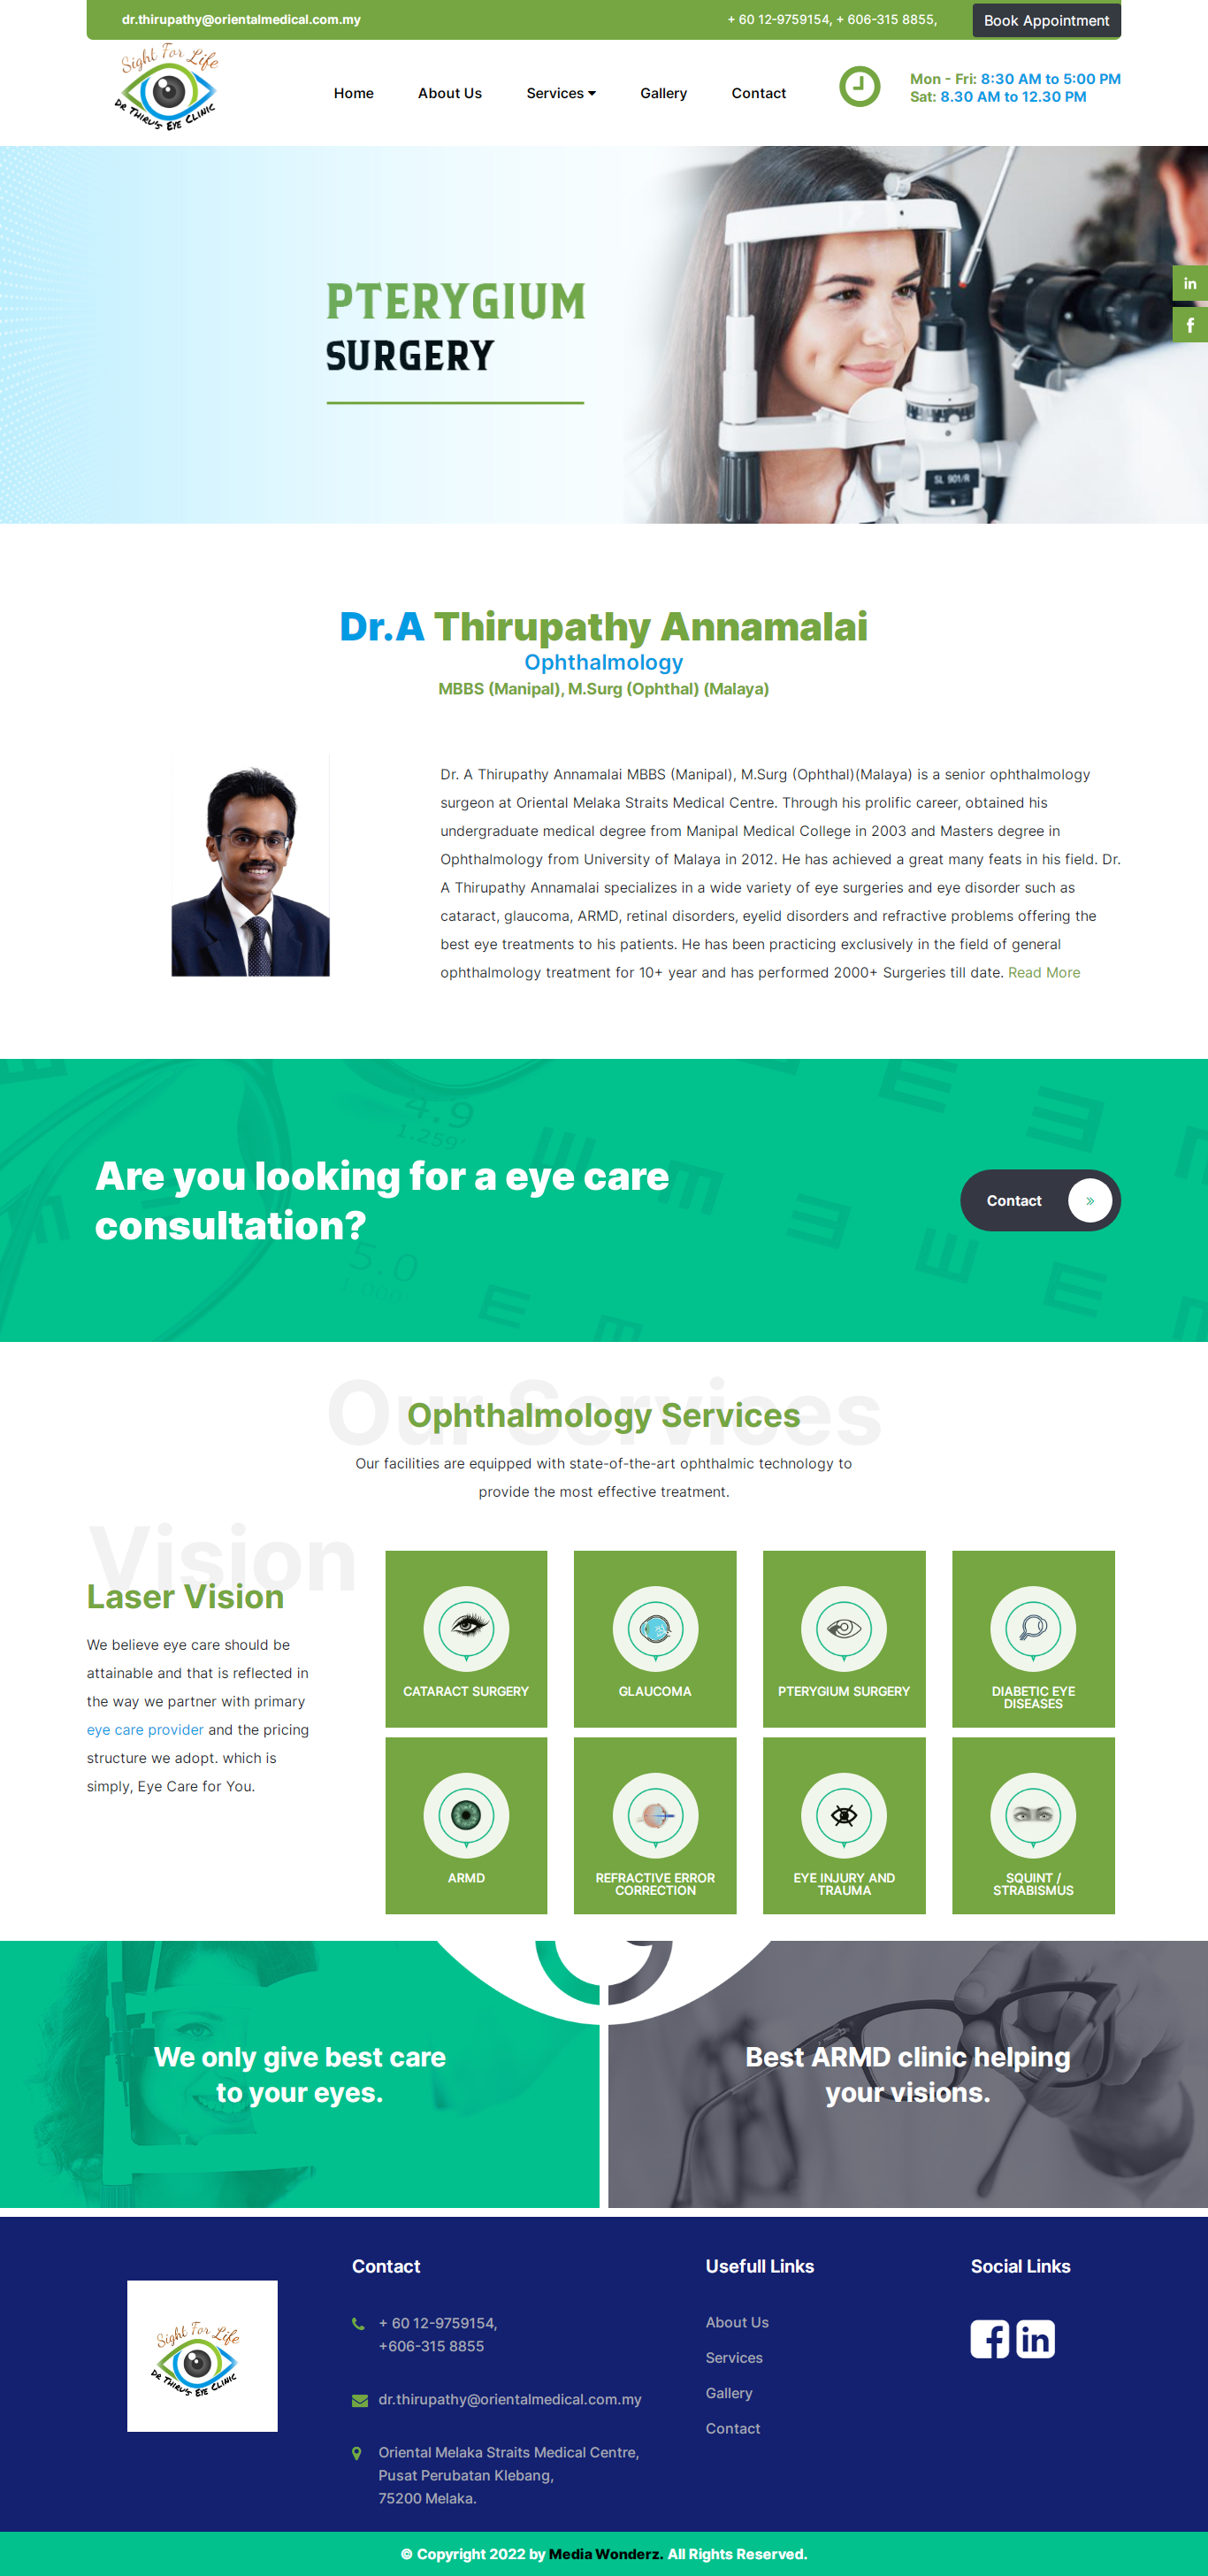 dr.thirupathy@orientalmedical.com.my
+ 60 12-9759154, + 606-315 8855,
Book Appointment
Sight For Life
DR THIRU'S EYE CLINIC
Home
About Us
Services
Gallery
Contact
Mon - Fri: 8:30 AM to 5:00 PM
Sat: 8.30 AM to 12.30 PM
PTERYGIUM
SURGERY
SL 901/R
Dr.A Thirupathy Annamalai
Ophthalmology
MBBS (Manipal), M.Surg (Ophthal) (Malaya)
Dr. A Thirupathy Annamalai MBBS (Manipal), M.Surg (Ophthal)(Malaya) is a senior ophthalmology
surgeon at Oriental Melaka Straits Medical Centre. Through his prolific career, obtained his
undergraduate medical degree from Manipal Medical College in 2003 and Masters degree in
Ophthalmology from University of Malaya in 2012. He has achieved a great many feats in his field. Dr.
A Thirupathy Annamalai specializes in a wide variety of eye surgeries and eye disorder such as
cataract, glaucoma, ARMD, retinal disorders, eyelid disorders and refractive problems offering the
best eye treatments to his patients. He has been practicing exclusively in the field of general
ophthalmology treatment for 10+ year and has performed 2000+ Surgeries till date. Read More
4.9
1.259
Are you looking for a eye care
consultation?
Contact
5.0
Our Services
Ophthalmology Services
Our facilities are equipped with state-of-the-art ophthalmic technology to
provide the most effective treatment.
Vision
Laser Vision
We believe eye care should be
attainable and that is reflected in
the way we partner with primary
eye care provider and the pricing
structure we adopt. which is
simply, Eye Care for You.
CATARACT SURGERY
GLAUCOMA
PTERYGIUM SURGERY
DIABETIC EYE
DISEASES
ARMD
REFRACTIVE ERROR
CORRECTION
EYE INJURY AND
TRAUMA
SQUINT /
STRABISMUS
We only give best care
to your eyes.
Best ARMD clinic helping
your visions.
Sight For Life
DR THIRU'S EYE CLINIC
Contact
+ 60 12-9759154,
+606-315 8855
dr.thirupathy@orientalmedical.com.my
Oriental Melaka Straits Medical Centre,
Pusat Perubatan Klebang,
75200 Melaka.
Usefull Links
About Us
Services
Gallery
Contact
Social Links
© Copyright 2022 by Media Wonderz. All Rights Reserved.